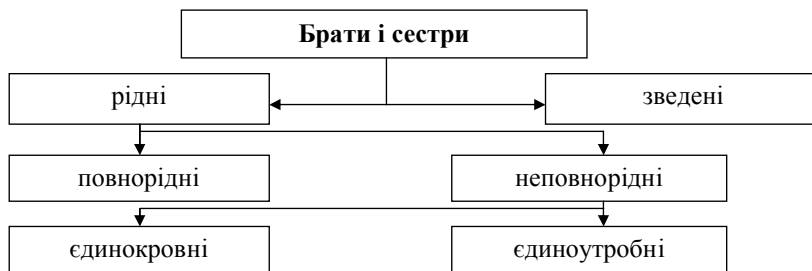 Брати і сестри
рідні
зведені
повнорідні
неповнорідні
єдинокровні
єдиноутробні